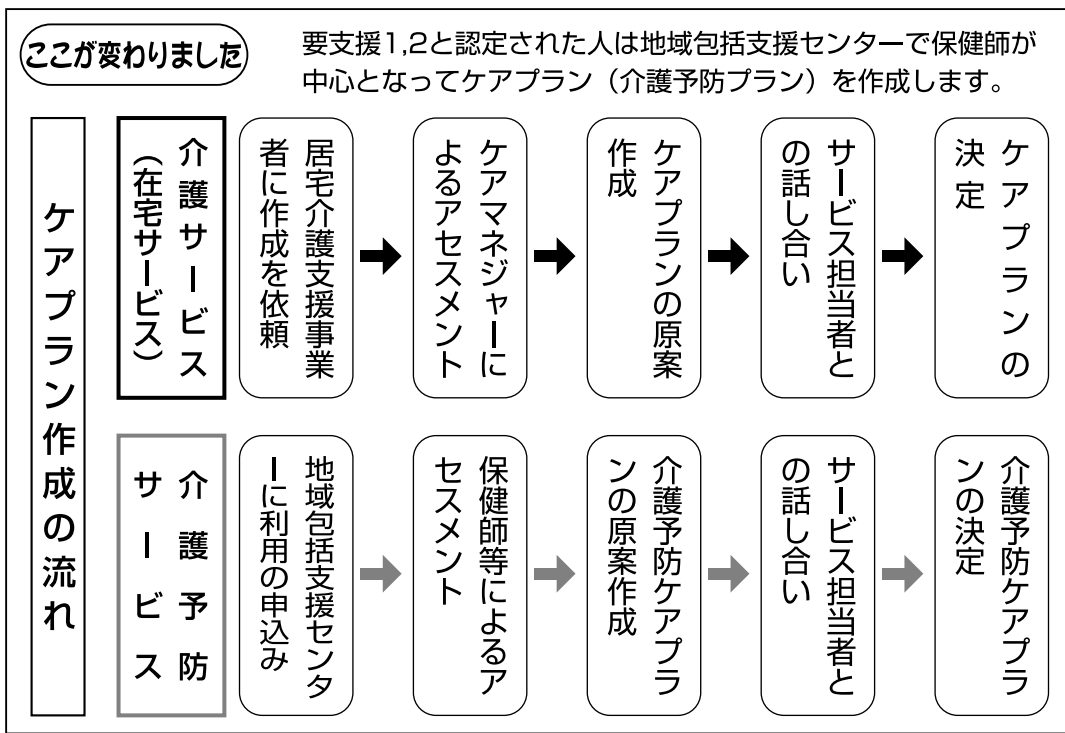 ここが変わりました
要支援1,2と認定された人は地域包括支援センターで保健師が
中心となってケアプラン（介護予防プラン）を作成します。
ケアプラン作成の流れ
介護サービス
（在宅サービス）
居宅介護支援事業
者に作成を依頼
ケアマネジャーに
よるアセスメント
ケアプランの原案
作成
サービス担当者と
の話し合い
ケアプランの
決定
介護予防
サービス
地域包括支援センタ
ーに利用の申込み
保健師等によるア
セスメント
介護予防ケアプラ
ンの原案作成
サービス担当者と
の話し合い
介護予防ケアプラ
ンの決定